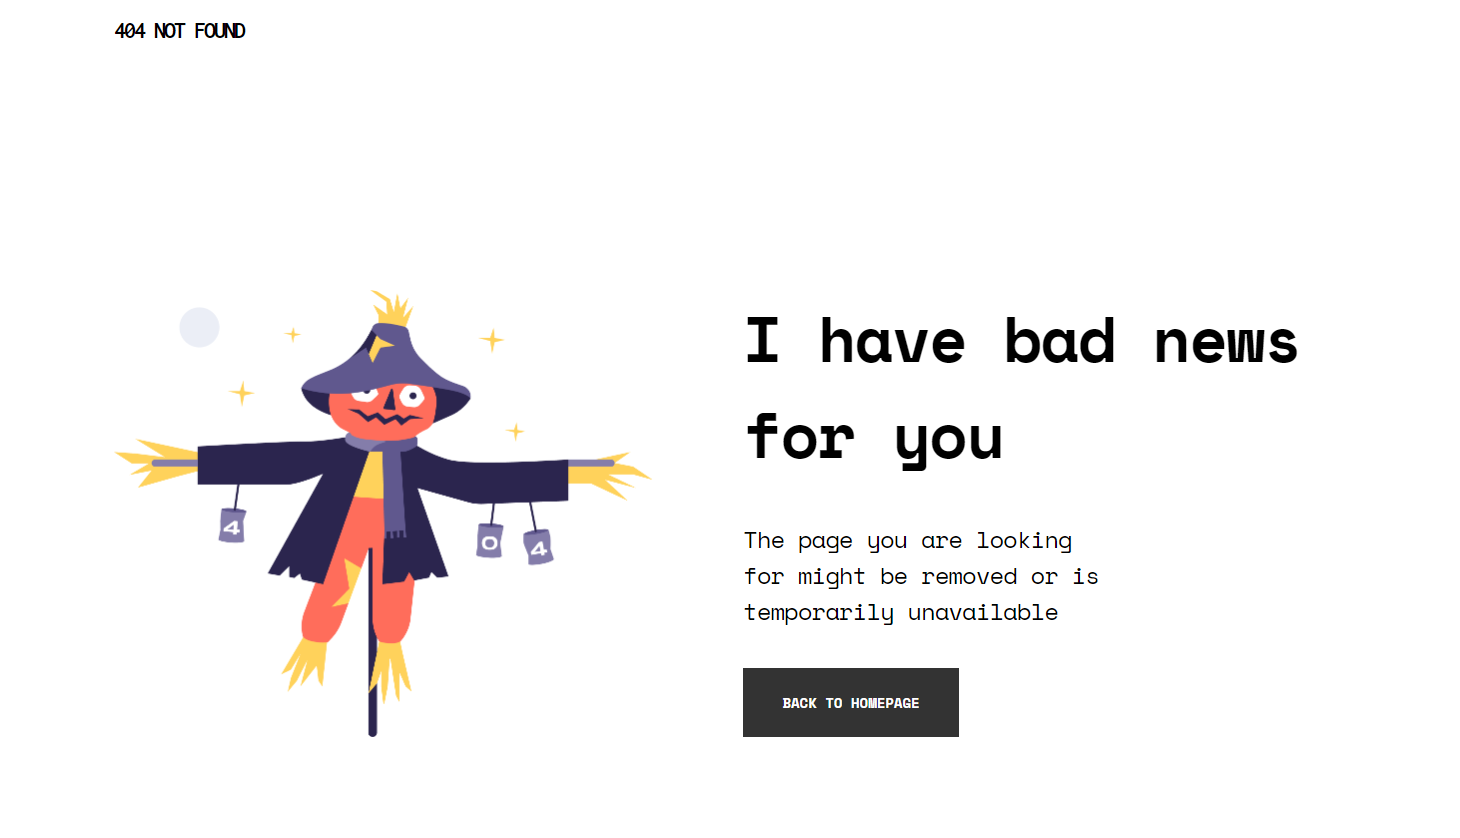 404 NOT FOUND
I have bad news
for you
4
0
4
The page you are looking
for might be removed or is
temporarily unavailable
BACK TO HOMEPAGE